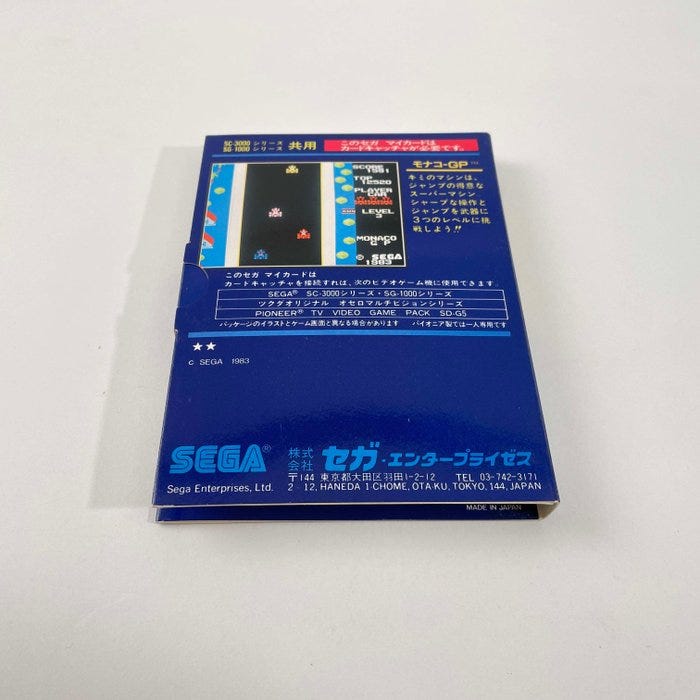 SC-3000 シリーズ
SG-1000 シリーズ 共用
このセガ マイカードは
カードキャッチャが必要です。
モナコ-GP™
キミのマシンは、
ジャンプの得意な
スーパーマシン。
シャープな操作と
ジャンプを武器に
3つのレベルに挑
戦しよう!!
SCORE
1981
TOP
12520
PLAYER
CAR
LEVEL
3
MONACO
GP
© SEGA
1983
このセガ マイカードは
カードキャッチャを接続すれば、次のビデオゲーム機に使用できます。
SEGA® SC-3000シリーズ・SG-1000シリーズ
ツクダオリジナル オセロマルチビジョンシリーズ
PIONEER® TV VIDEO GAME PACK SD-G5
パッケージのイラストとゲーム画面と異なる場合があります パイオニア製では一人専用です
★★
c SEGA 1983
SEGA® 株式会社 セガ・エンタープライゼス
〒144 東京都大田区羽田1-2-12 TEL 03-742-3171
Sega Enterprises, Ltd. 2-12, HANEDA 1-CHOME, OTA-KU, TOKYO, 144, JAPAN
MADE IN JAPAN